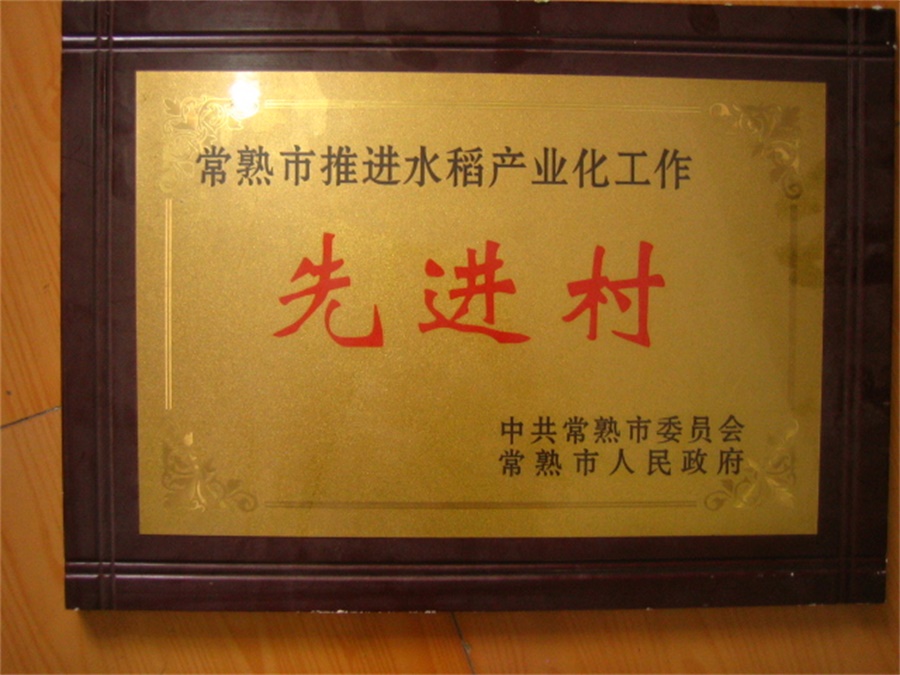 常熟市推进水稻产业化工作
先进村
中共常熟市委员会
常熟市人民政府